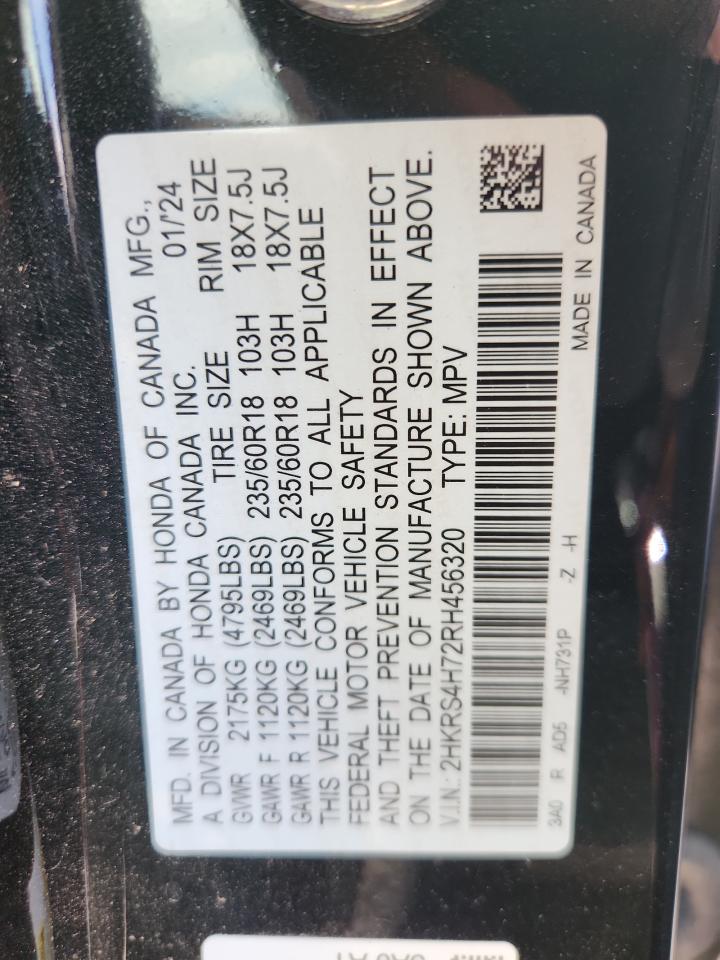 MFD. IN CANADA BY HONDA OF CANADA MFG.,
A DIVISION OF HONDA CANADA INC. 01/'24
GVWR 2175KG (4795LBS) TIRE SIZE RIM SIZE
GAWR F 1120KG (2469LBS) 235/60R18 103H 18X7.5J
GAWR R 1120KG (2469LBS) 235/60R18 103H 18X7.5J
THIS VEHICLE CONFORMS TO ALL APPLICABLE
FEDERAL MOTOR VEHICLE SAFETY
AND THEFT PREVENTION STANDARDS IN EFFECT
ON THE DATE OF MANUFACTURE SHOWN ABOVE.
V.I.N.: 2HKRS4H72RH456320 TYPE: MPV
3A0 R AD5 -NH731P -Z -H MADE IN CANADA